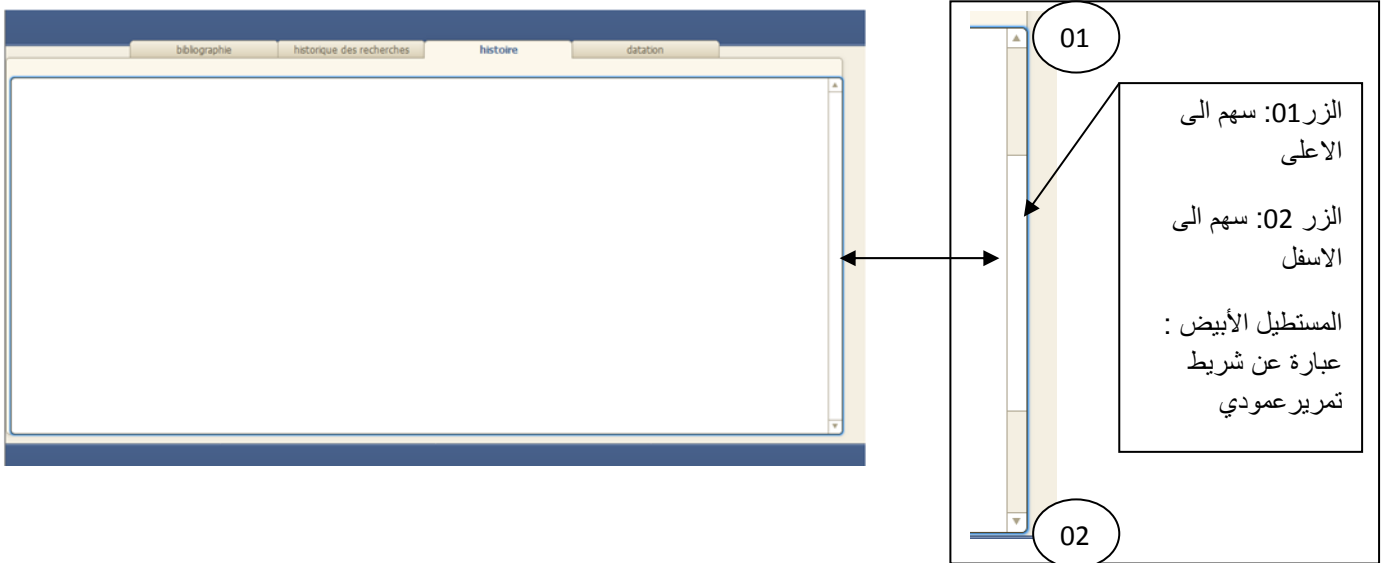 bibliographie
historique des recherches
histoire
datation
01
الزر01: سهم الى
الاعلى
الزر 02: سهم الى
الاسفل
المستطيل الأبيض :
عبارة عن شريط
تمريرعمودي
02